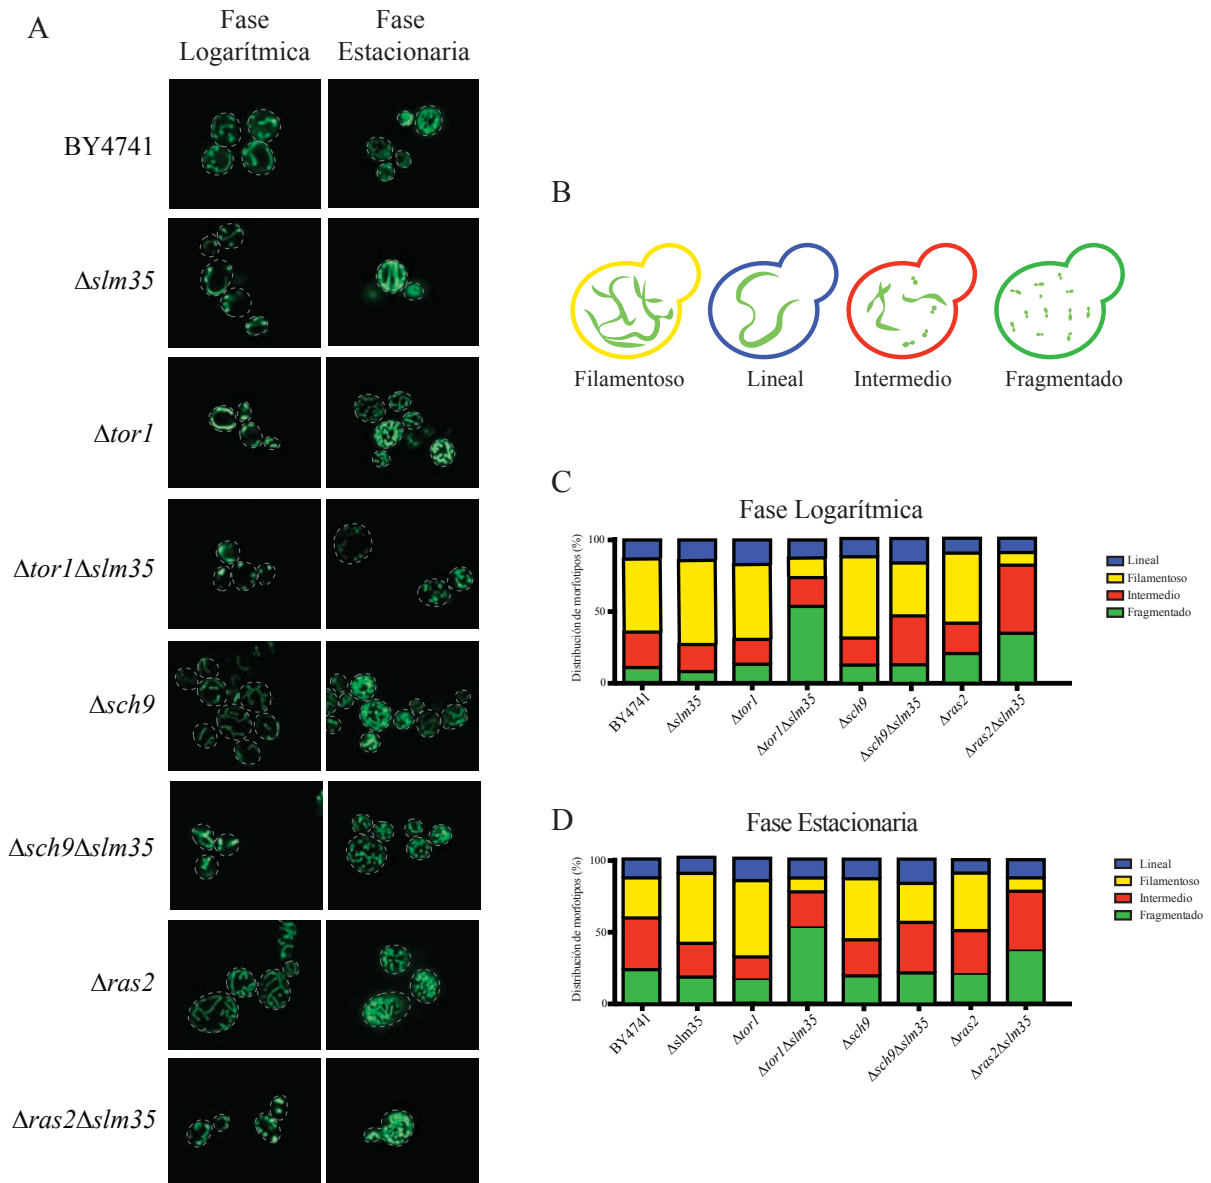 A
Fase
Logarítmica
Fase
Estacionaria
BY4741
Δslm35
Δtor1
Δtor1Δslm35
Δsch9
Δsch9Δslm35
Δras2
Δras2Δslm35
B
Filamentoso
Lineal
Intermedio
Fragmentado
C
Fase Logarítmica
Distribución de morfotipos (%)
100
50
0
BY4741
Δslm35
Δtor1
Δtor1Δslm35
Δsch9
Δsch9Δslm35
Δras2
Δras2Δslm35
Lineal
Filamentoso
Intermedio
Fragmentado
D
Fase Estacionaria
Distribución de morfotipos (%)
100
50
0
BY4741
Δslm35
Δtor1
Δtor1Δslm35
Δsch9
Δsch9Δslm35
Δras2
Δras2Δslm35
Lineal
Filamentoso
Intermedio
Fragmentado